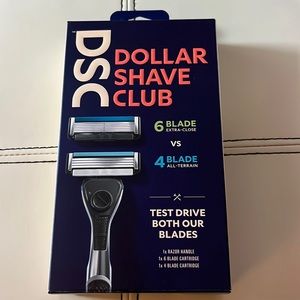 DSC
DOLLAR
SHAVE
CLUB
6 BLADE
EXTRA-CLOSE
VS
4 BLADE
ALL-TERRAIN
TEST DRIVE
BOTH OUR
BLADES
1x RAZOR HANDLE
1x 6 BLADE CARTRIDGE
1x 4 BLADE CARTRIDGE